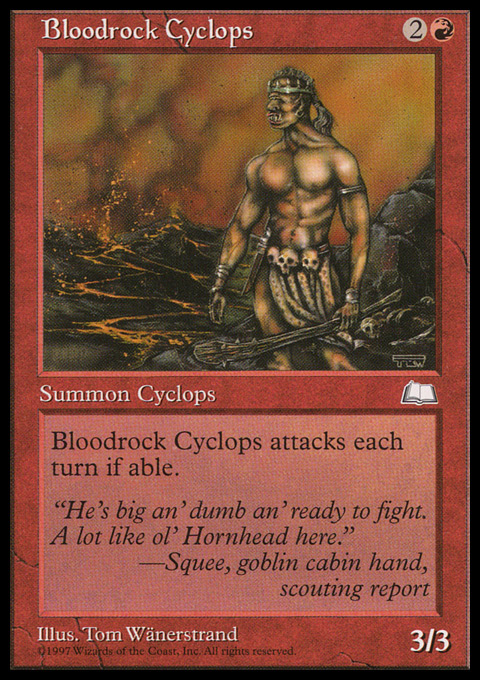 Bloodrock Cyclops 2
Summon Cyclops
Bloodrock Cyclops attacks each
turn if able.
“He's big an' dumb an' ready to fight.
A lot like ol' Hornhead here.”
—Squee, goblin cabin hand,
scouting report
Illus. Tom Wänerstrand
©1997 Wizards of the Coast, Inc. All rights reserved.
3/3